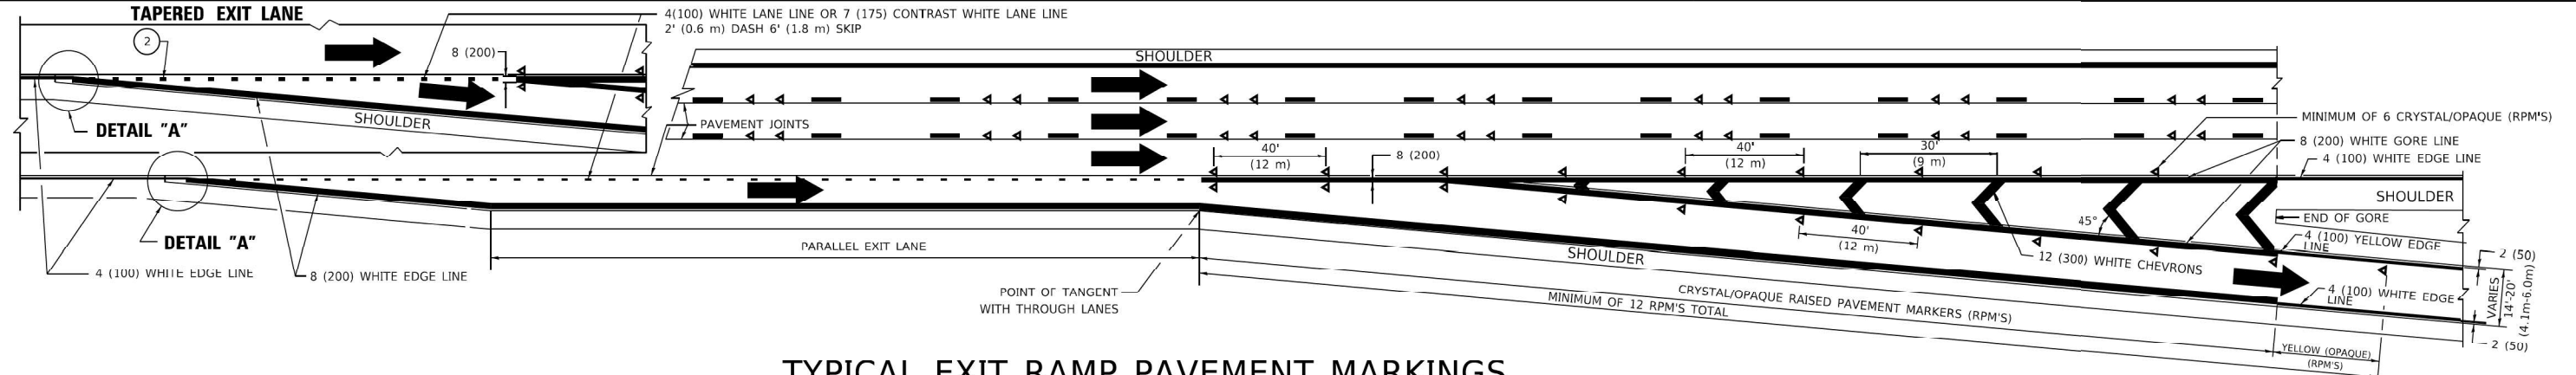 TAPERED EXIT LANE
2
4(100) WHITE LANE LINE OR 7 (175) CONTRAST WHITE LANE LINE
2' (0.6 m) DASH 6' (1.8 m) SKIP
8 (200)
SHOULDER
DETAIL "A"
SHOULDER
PAVEMENT JOINTS
MINIMUM OF 6 CRYSTAL/OPAQUE (RPM'S)
8 (200) WHITE GORE LINE
4 (100) WHITE EDGE LINE
40'
(12 m)
8 (200)
40'
(12 m)
30'
(9 m)
SHOULDER
END OF GORE
45°
DETAIL "A"
PARALLEL EXIT LANE
40'
(12 m)
4 (100) YELLOW EDGE
LINE
2 (50)
4 (100) WHITE EDGE LINE
8 (200) WHITE EDGE LINE
SHOULDER
12 (300) WHITE CHEVRONS
POINT OF TANGENT
WITH THROUGH LANES
CRYSTAL/OPAQUE RAISED PAVEMENT MARKERS (RPM'S)
MINIMUM OF 12 RPM'S TOTAL
4 (100) WHITE EDGE
LINE
VARIES
14'-20'
(4.1m-6.0m)
2 (50)
YELLOW (OPAQUE)
(RPM'S)
TYPICAL EXIT RAMP PAVEMENT MARKINGS